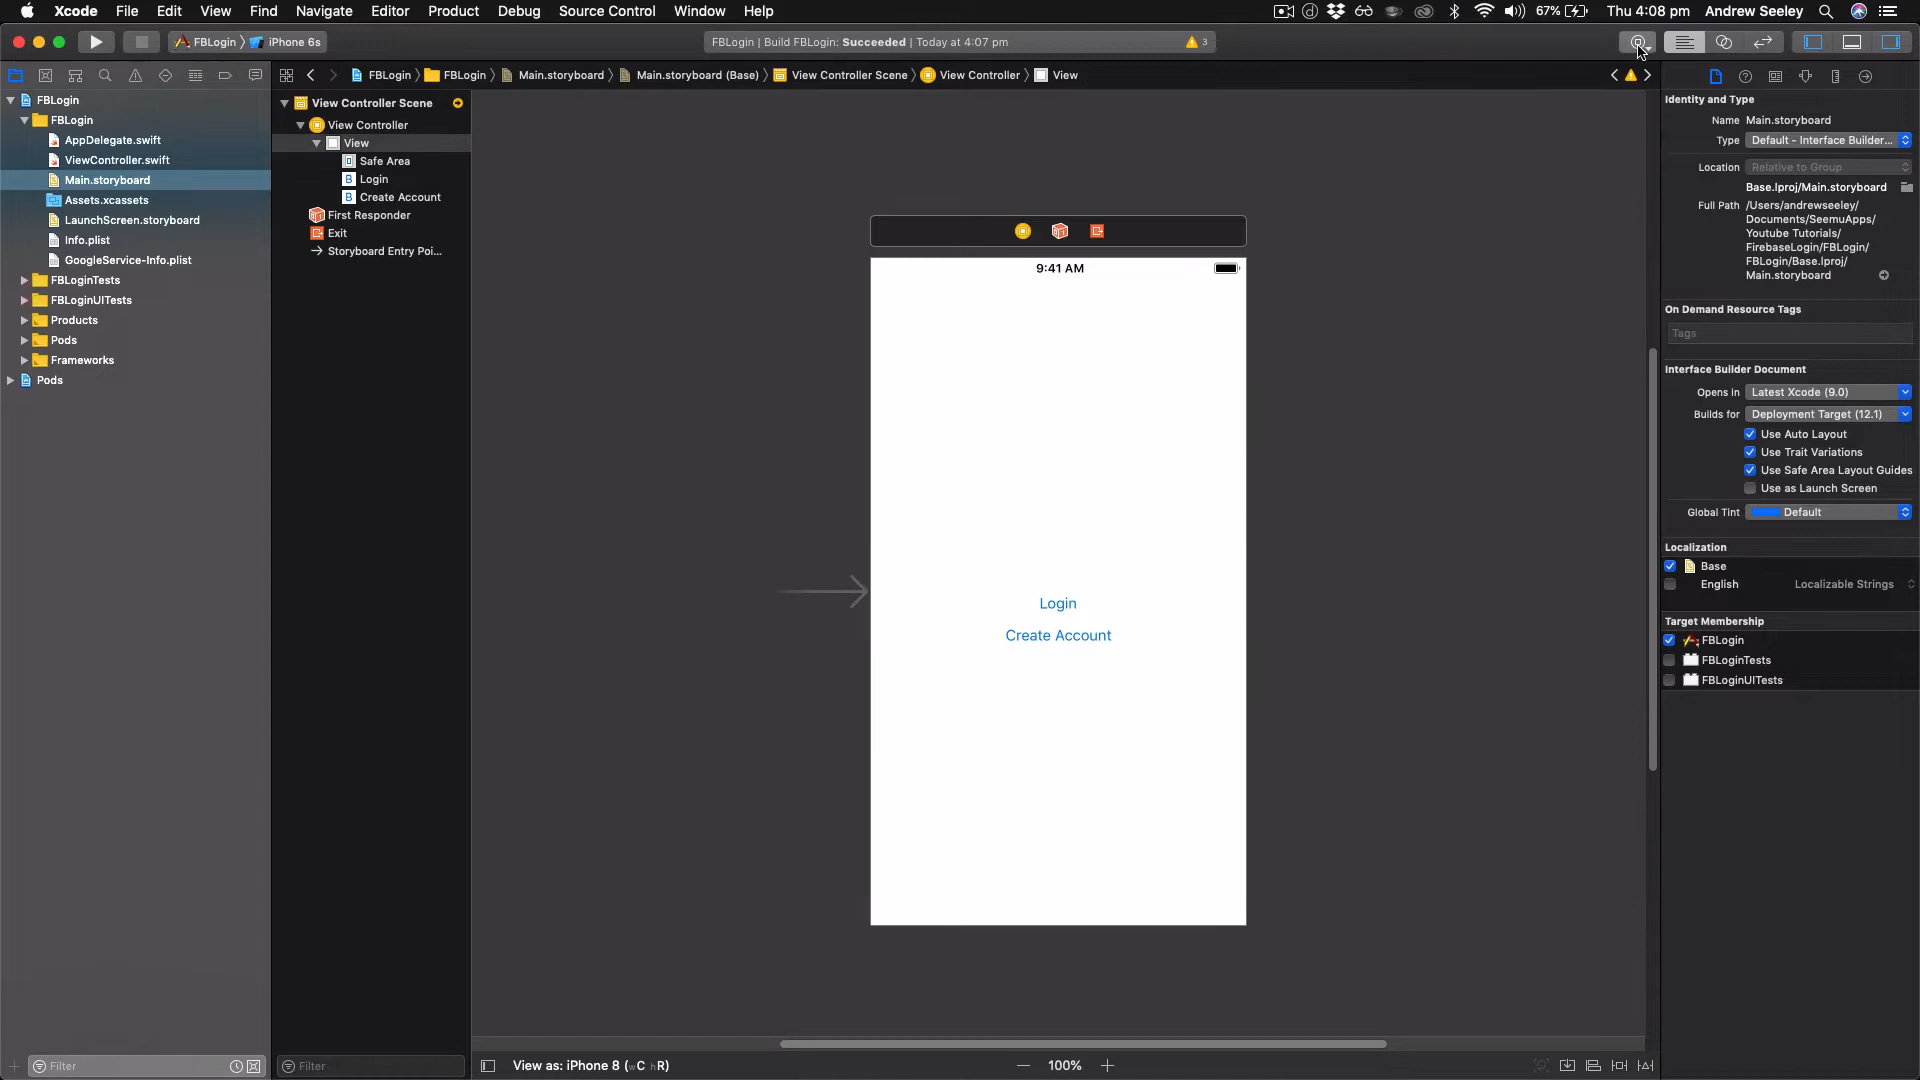 Xcode File Edit View Find Navigate Editor Product Debug Source Control Window Help 67% Thu 4:08 pm Andrew Seeley
FBLogin iPhone 6s FBLogin | Build FBLogin: Succeeded | Today at 4:07 pm 3
FBLogin FBLogin Main.storyboard Main.storyboard (Base) View Controller Scene View Controller View
FBLogin
FBLogin
AppDelegate.swift
ViewController.swift
Main.storyboard
Assets.xcassets
LaunchScreen.storyboard
Info.plist
GoogleService-Info.plist
FBLoginTests
FBLoginUITests
Products
Pods
Frameworks
Pods
Filter
View Controller Scene
View Controller
View
Safe Area
B Login
B Create Account
First Responder
Exit
Storyboard Entry Poi...
Filter
9:41 AM
Login
Create Account
View as: iPhone 8 (wC hR)
100%
Identity and Type
Name Main.storyboard
Type Default - Interface Builder...
Location Relative to Group
Base.lproj/Main.storyboard
Full Path /Users/andrewseeley/
Documents/SeemuApps/
Youtube Tutorials/
FirebaseLogin/FBLogin/
FBLogin/Base.lproj/
Main.storyboard
On Demand Resource Tags
Tags
Interface Builder Document
Opens in Latest Xcode (9.0)
Builds for Deployment Target (12.1)
Use Auto Layout
Use Trait Variations
Use Safe Area Layout Guides
Use as Launch Screen
Global Tint Default
Localization
Base
English Localizable Strings
Target Membership
FBLogin
FBLoginTests
FBLoginUITests